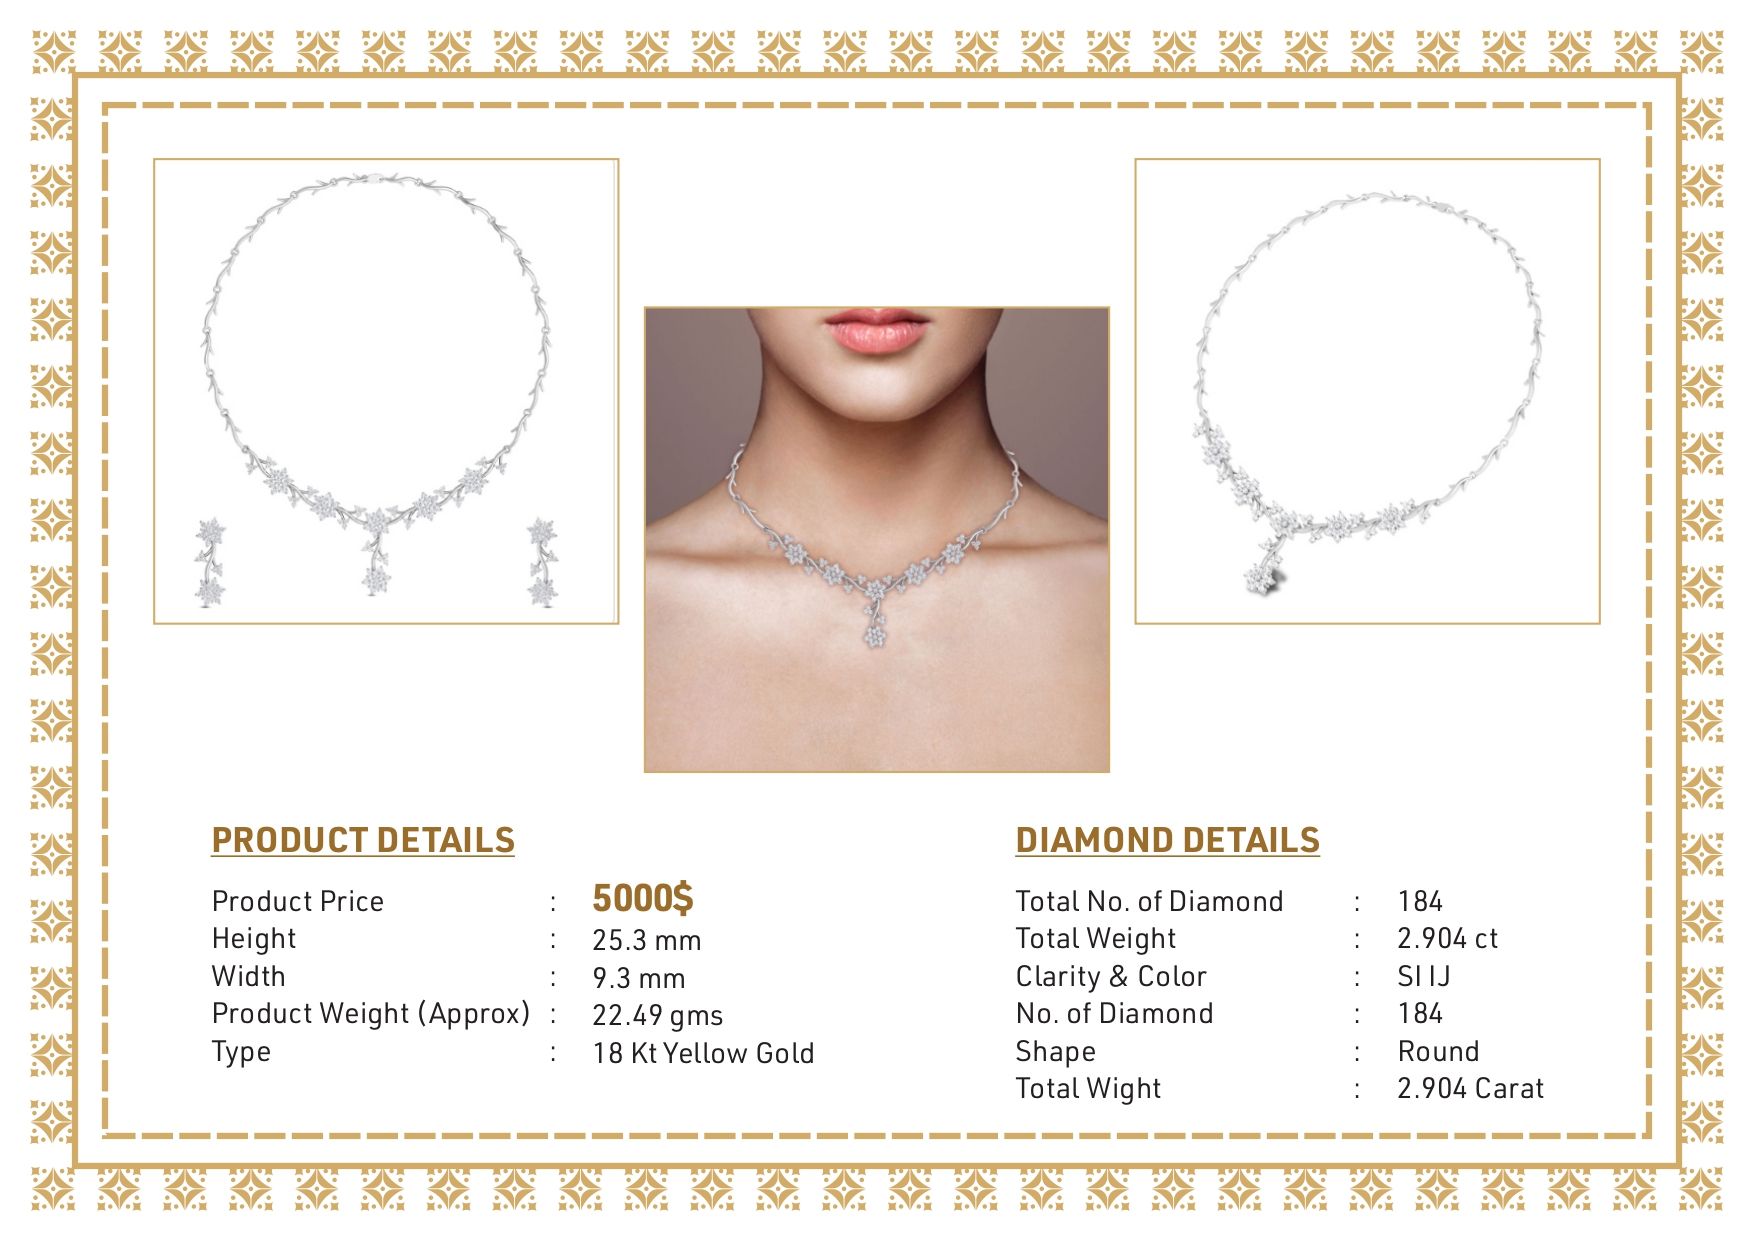 PRODUCT DETAILS
Product Price : 5000$
Height : 25.3 mm
Width : 9.3 mm
Product Weight (Approx) : 22.49 gms
Type : 18 Kt Yellow Gold
DIAMOND DETAILS
Total No. of Diamond : 184
Total Weight : 2.904 ct
Clarity & Color : SI IJ
No. of Diamond : 184
Shape : Round
Total Wight : 2.904 Carat